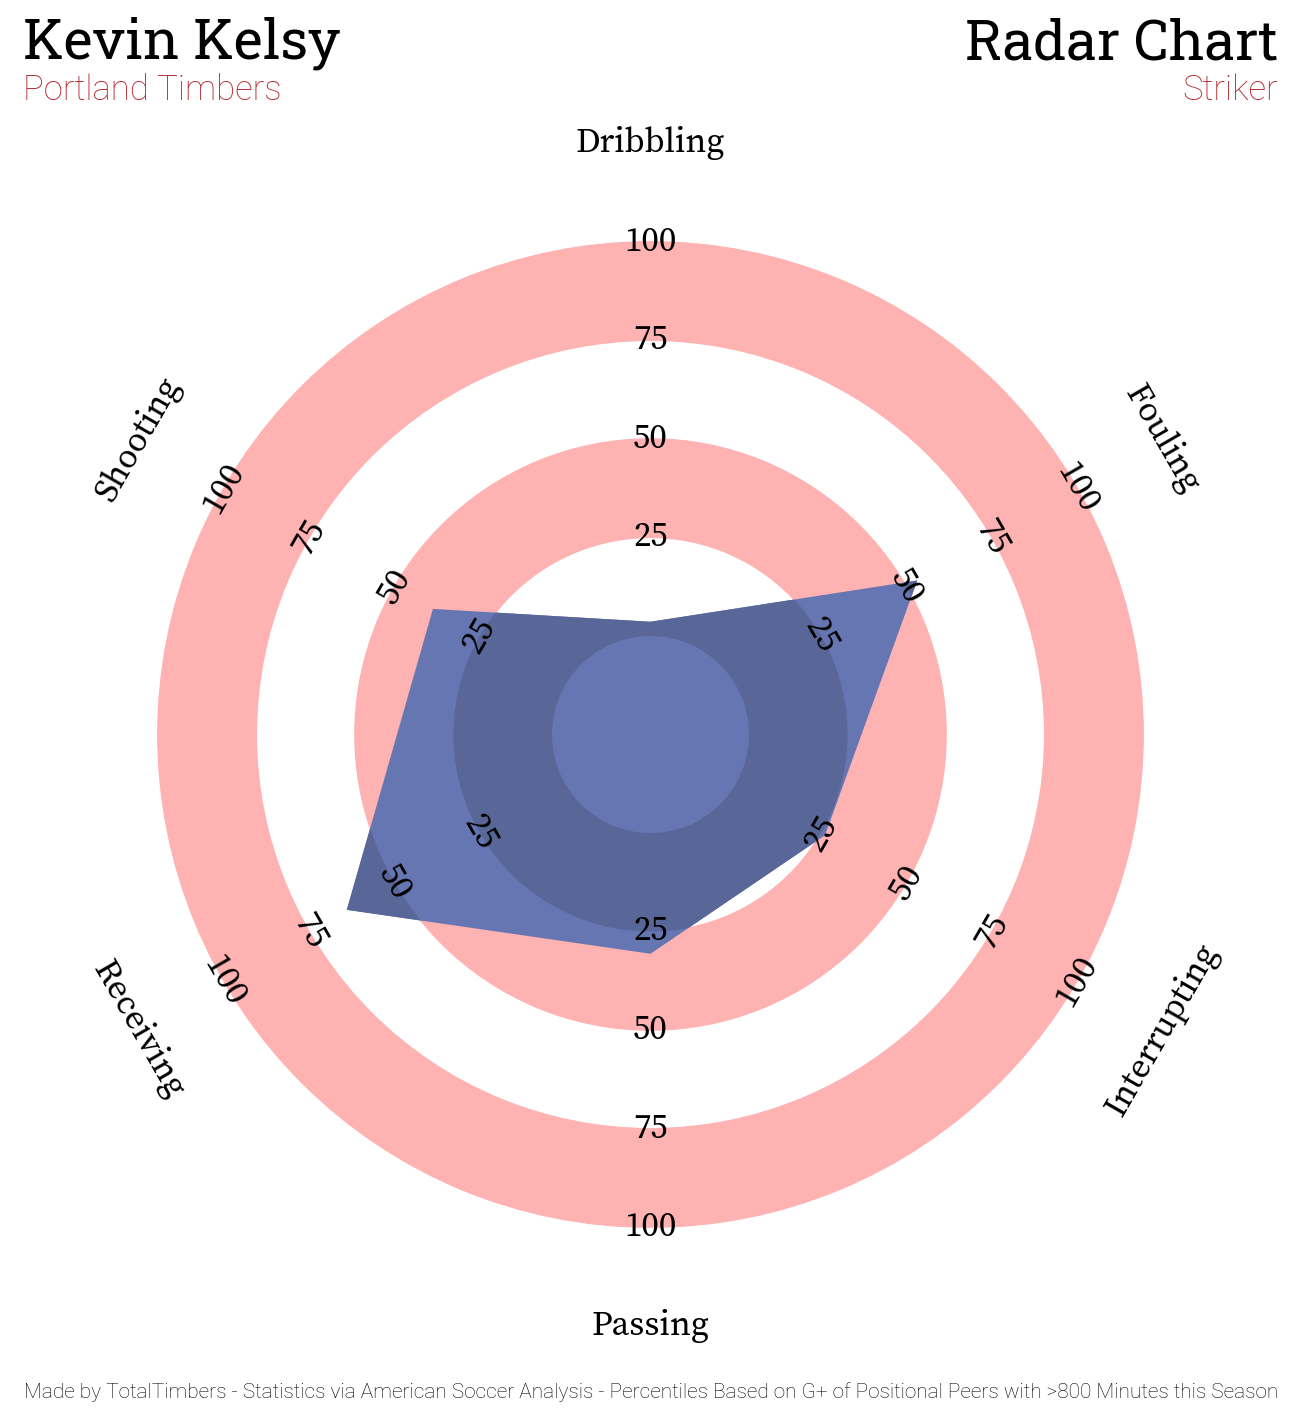 Kevin Kelsy
Portland Timbers
Radar Chart
Striker
Dribbling
100
75
50
25
Fouling
100
75
50
25
Interrupting
25
50
75
100
Passing
25
50
75
100
Receiving
25
50
75
100
Shooting
100
75
50
25
Made by TotalTimbers - Statistics via American Soccer Analysis - Percentiles Based on G+ of Positional Peers with >800 Minutes this Season